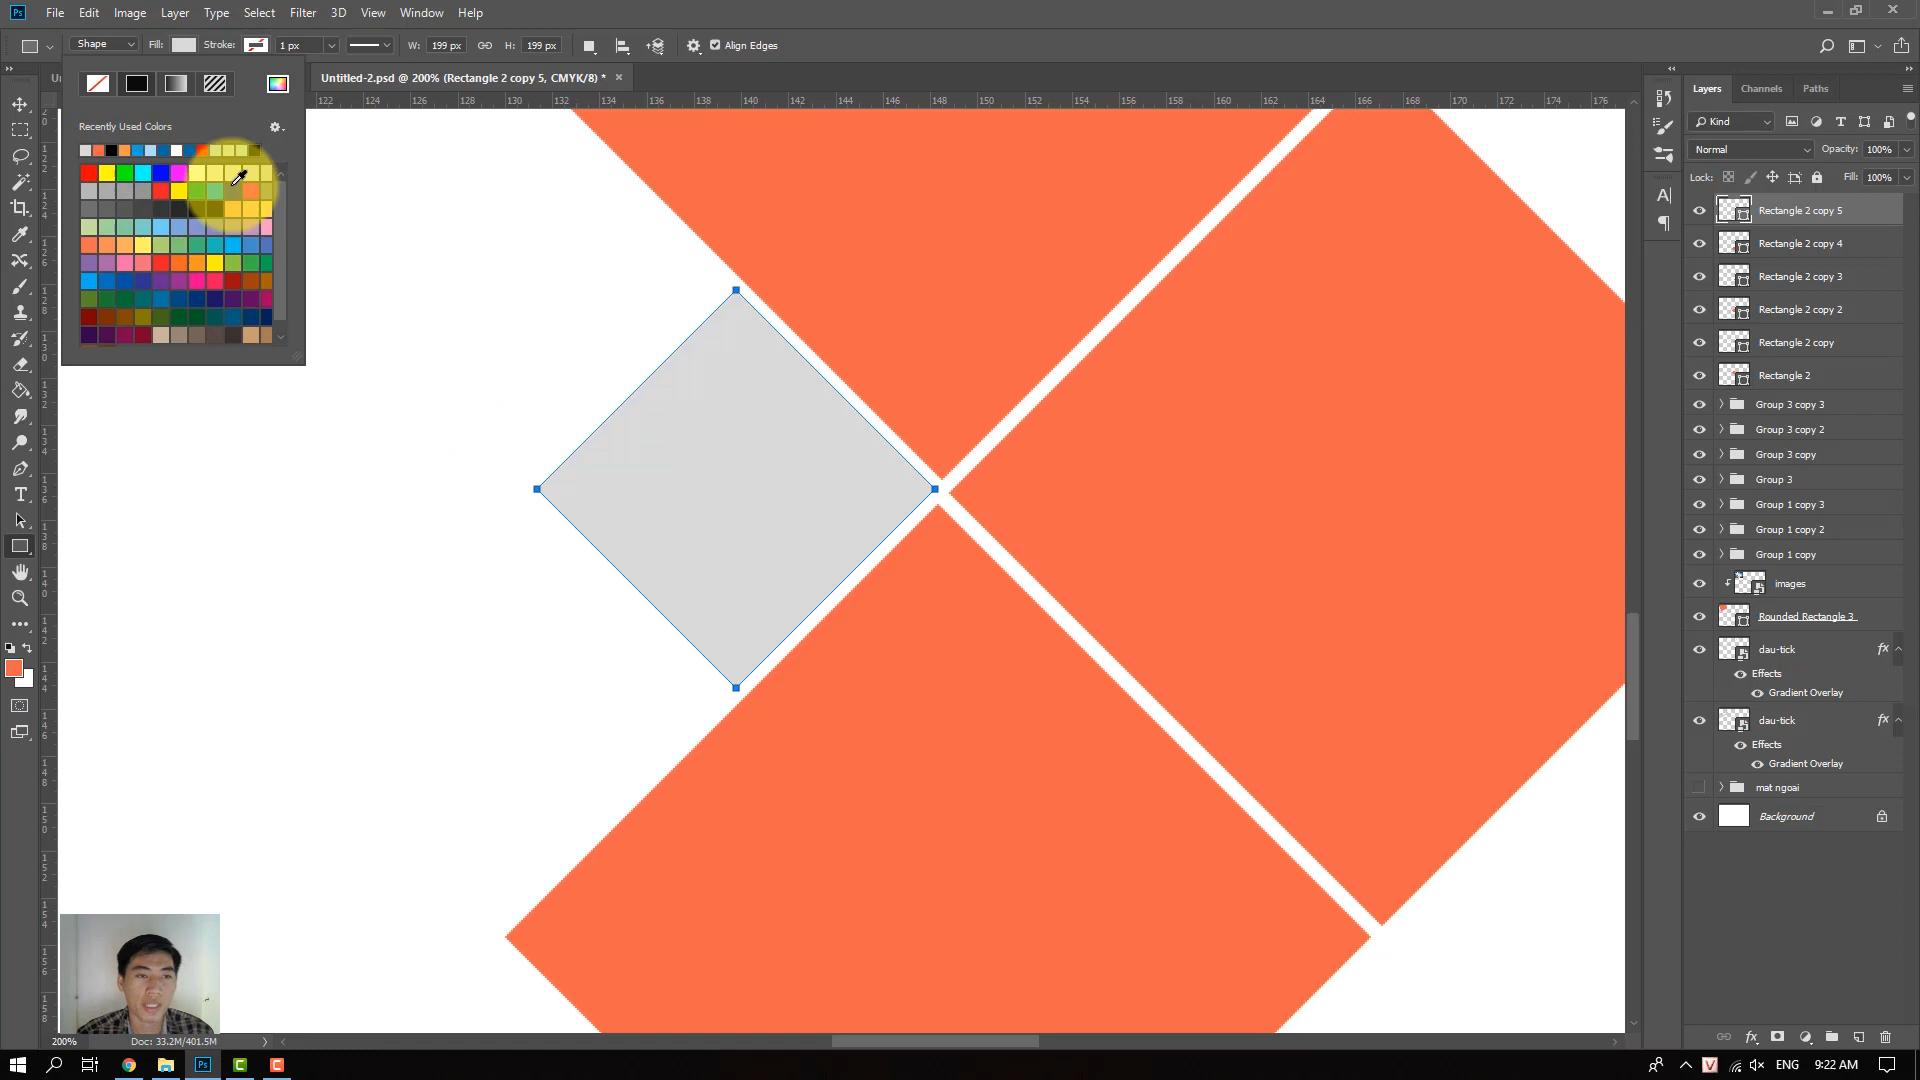 Ps File Edit Image Layer Type Select Filter 3D View Window Help
Shape Fill: Stroke: 1 px W: 199 px H: 199 px Align Edges
Untitled-2.psd @ 200% (Rectangle 2 copy 5, CMYK/8) * ×
122 124 126 128 130 132 134 136 138 140 142 144 146 148 150 152 154 156 158 160 162 164 166 168 170 172 174 176
Recently Used Colors
Layers Channels Paths
Kind
Normal Opacity: 100%
Lock: Fill: 100%
Rectangle 2 copy 5
Rectangle 2 copy 4
Rectangle 2 copy 3
Rectangle 2 copy 2
Rectangle 2 copy
Rectangle 2
Group 3 copy 3
Group 3 copy 2
Group 3 copy
Group 3
Group 1 copy 3
Group 1 copy 2
Group 1 copy
images
Rounded Rectangle 3
dau-tick fx
Effects
Gradient Overlay
dau-tick fx
Effects
Gradient Overlay
mat ngoai
Background
200% Doc: 33.2M/401.5M
ENG 9:22 AM